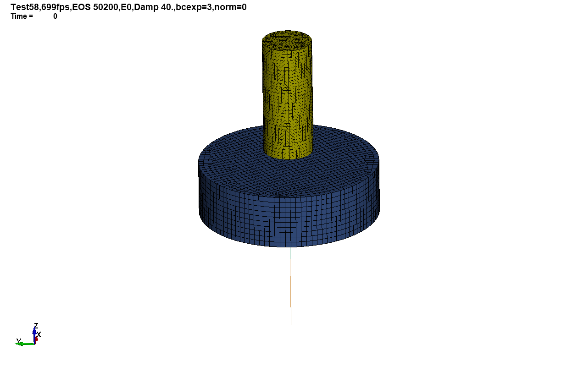 Test58,699fps,EOS 50200,E0,Damp 40.,bcexp=3,norm=0
Time = 0
Z
X
Y